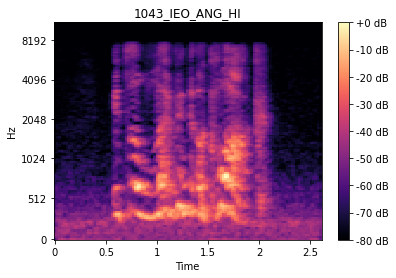 1043_IEO_ANG_HI
8192
4096
2048
1024
512
0
Hz
0
0.5
1
1.5
2
2.5
Time
+0 dB
-10 dB
-20 dB
-30 dB
-40 dB
-50 dB
-60 dB
-70 dB
-80 dB